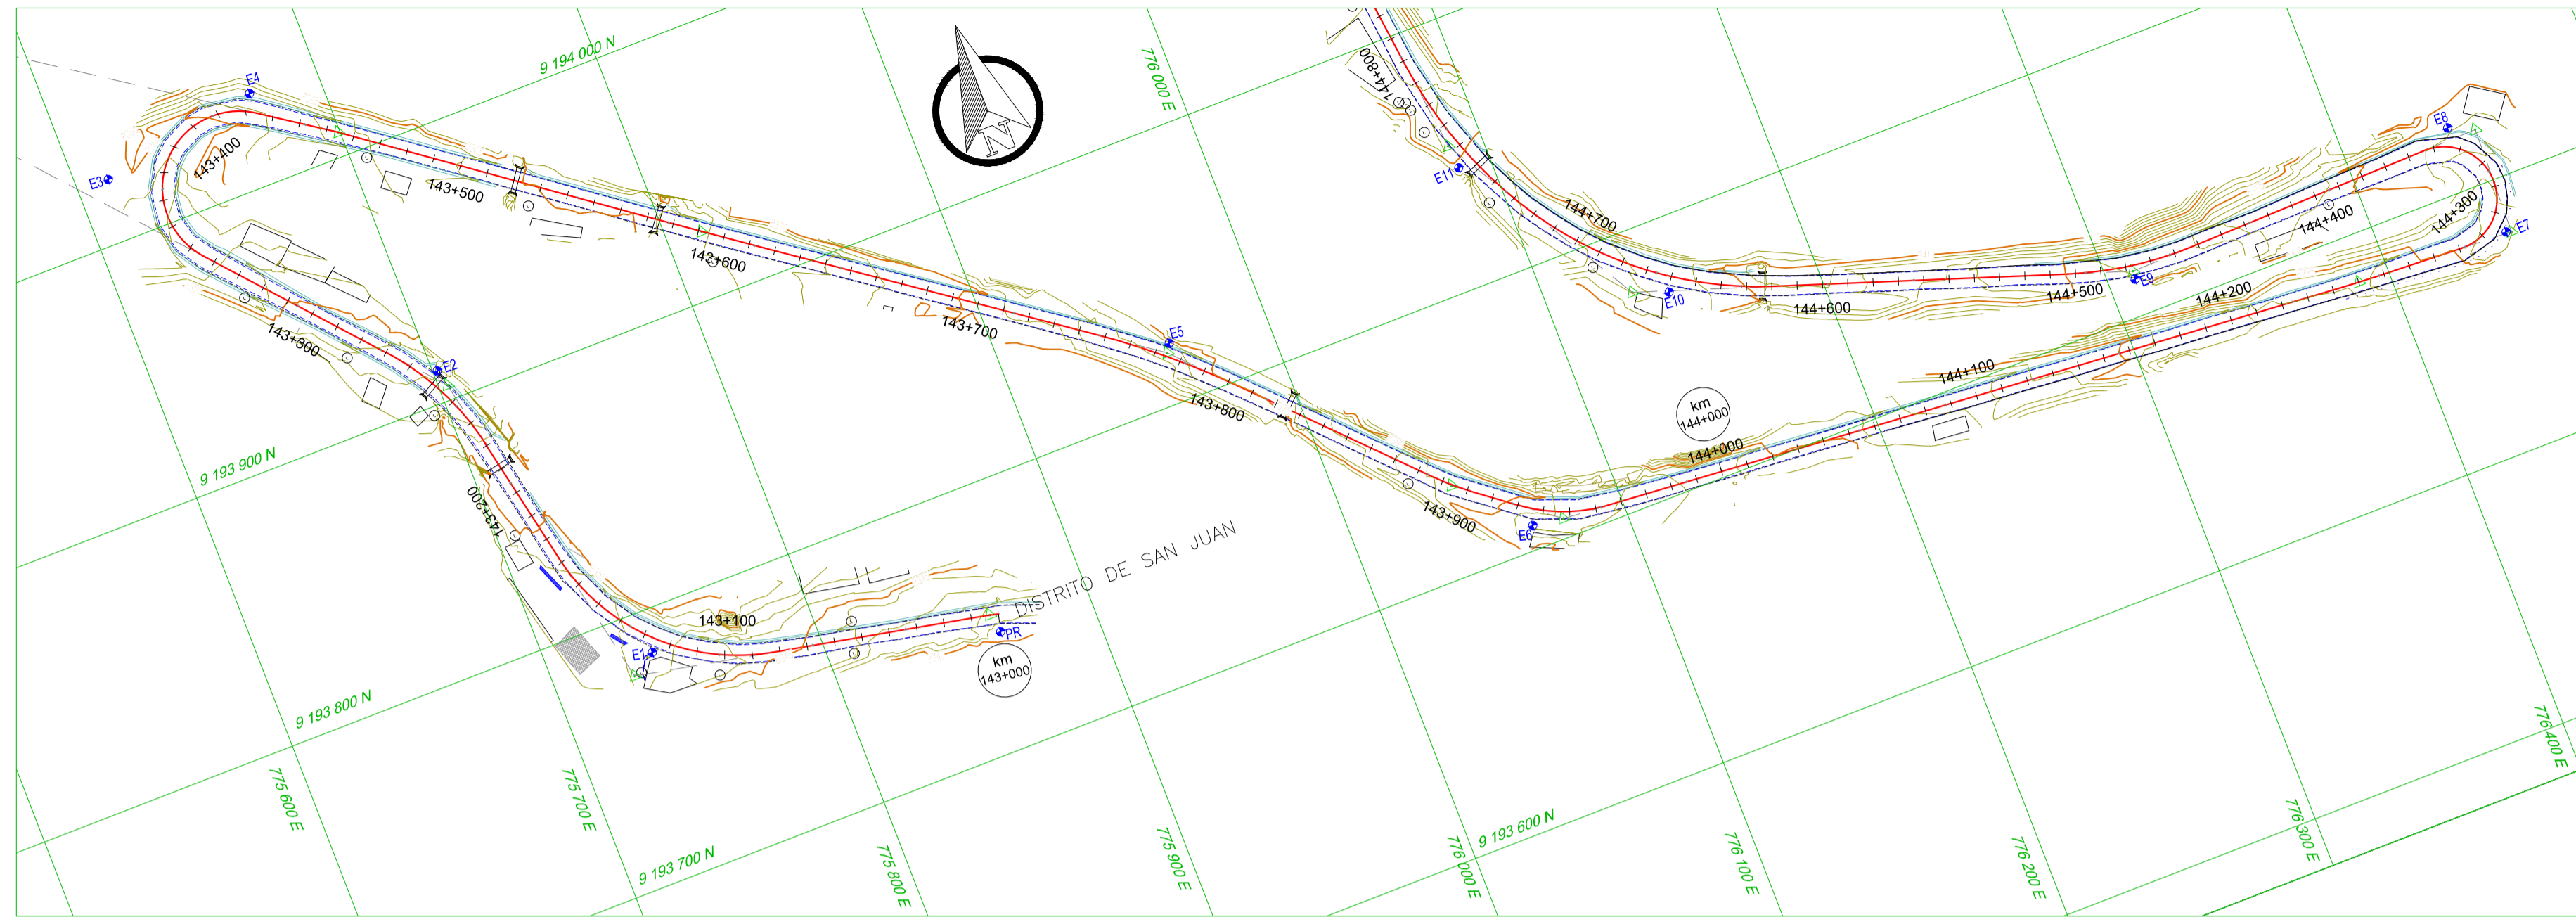 9 194 000 N
776 000 E
144+800
E4
E3
143+400
143+500
143+600
143+700
143+800
143+900
E5
E6
E2
143+300
143+200
E1
143+100
PR
km
143+000
DISTRITO DE SAN JUAN
N
E11
144+700
E10
144+600
144+500
E9
144+400
E8
144+300
E7
144+200
144+100
km
144+000
144+000
9 193 900 N
9 193 800 N
9 193 700 N
9 193 600 N
775 600 E
775 700 E
775 800 E
775 900 E
776 000 E
776 100 E
776 200 E
776 300 E
776 400 E